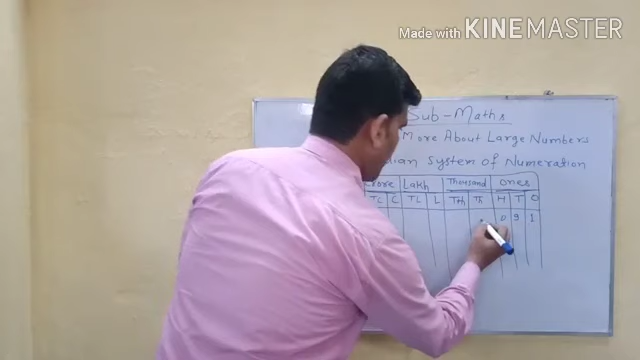 Made with KINEMASTER
Sub - Maths
More About Large Numbers
System of Numeration
Lakh Thousand Ones
TC C TL L TTh Th H T O
0 9 1